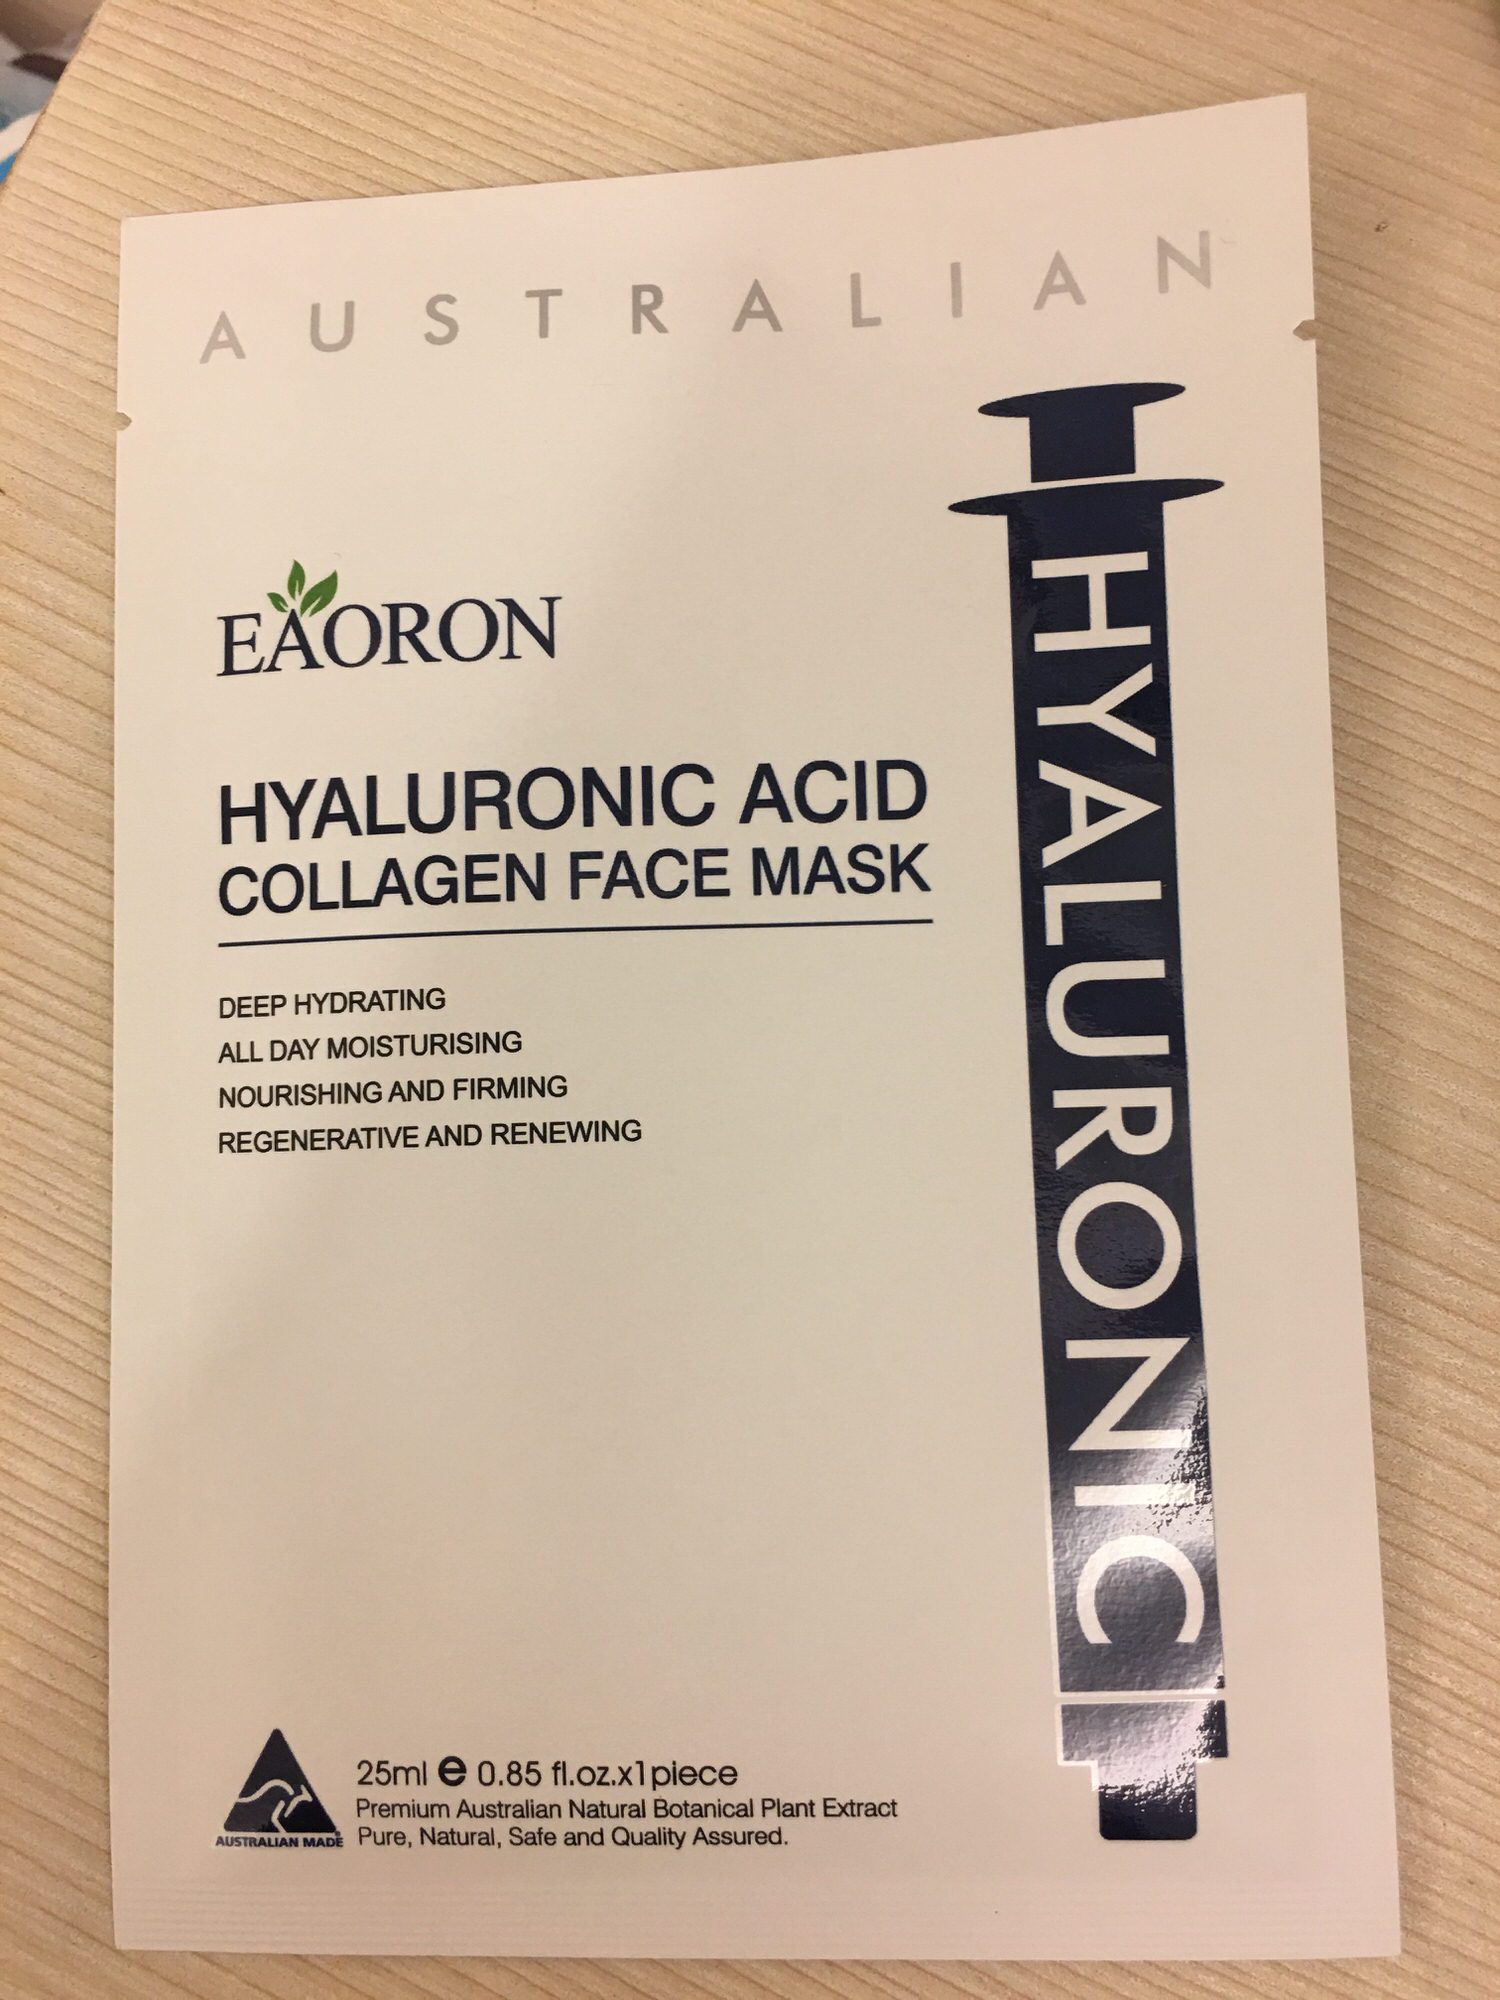 AUSTRALIAN
EAORON
HYALURONIC ACID
COLLAGEN FACE MASK
DEEP HYDRATING
ALL DAY MOISTURISING
NOURISHING AND FIRMING
REGENERATIVE AND RENEWING
HYALURONIC
25ml e 0.85 fl.oz.x1piece
Premium Australian Natural Botanical Plant Extract
Pure, Natural, Safe and Quality Assured.
AUSTRALIAN MADE®